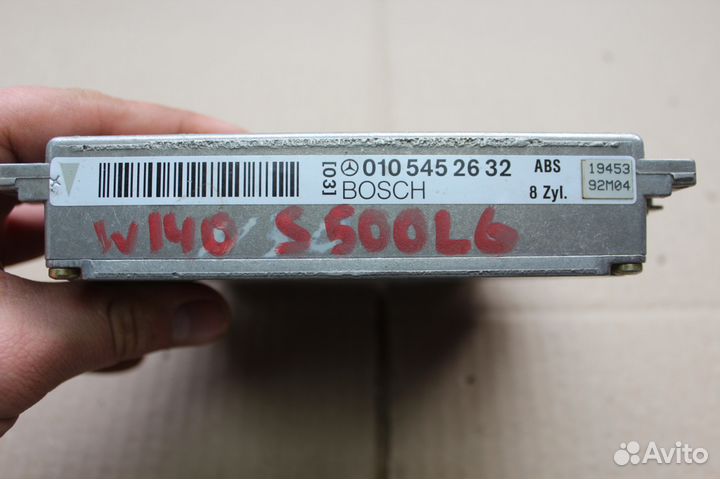 [03] 010 545 26 32 ABS
BOSCH 8 Zyl.
19453
92M04
W140 S500L6
Avito